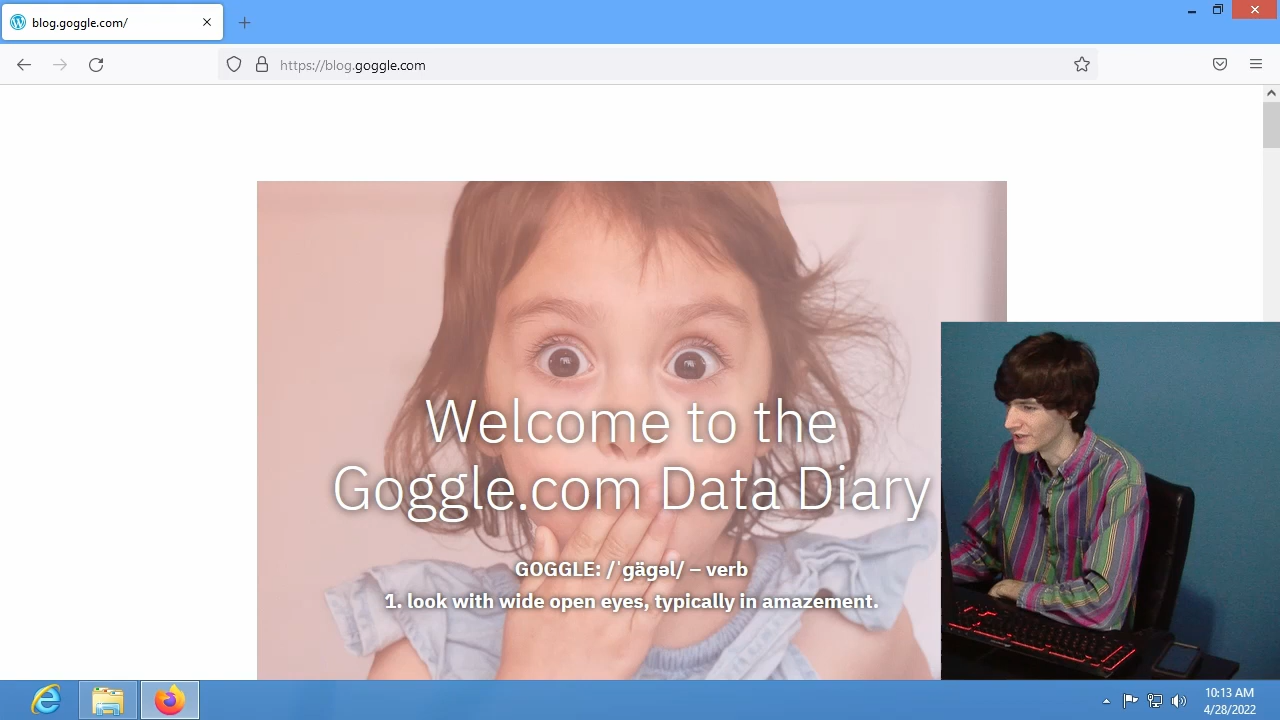 blog.goggle.com/
https://blog.goggle.com
Welcome to the
Goggle.com Data Diary
GOGGLE: /ˈgägəl/ – verb
1. look with wide open eyes, typically in amazement.
10:13 AM
4/28/2022